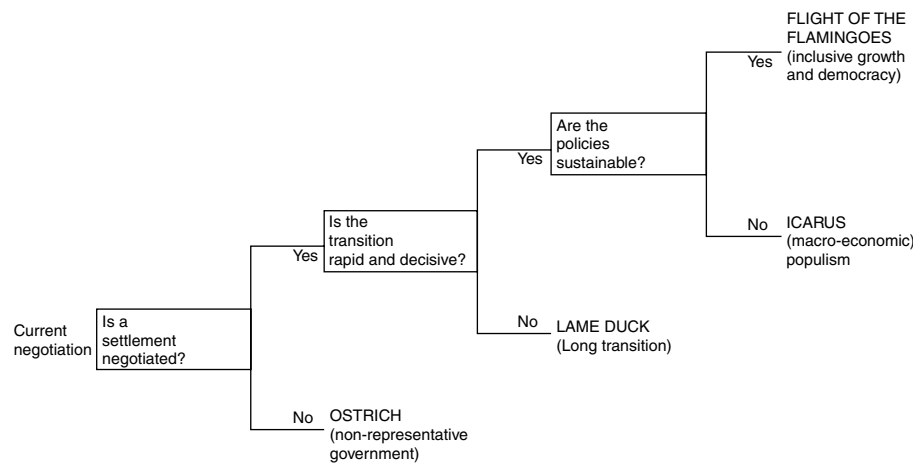 FLIGHT OF THE
FLAMINGOES
(inclusive growth
and democracy)
Yes
Are the
policies
sustainable?
Yes
No
ICARUS
(macro-economic)
populism
Is the
transition
rapid and decisive?
Yes
No
LAME DUCK
(Long transition)
Current
negotiation
Is a
settlement
negotiated?
No
OSTRICH
(non-representative
government)